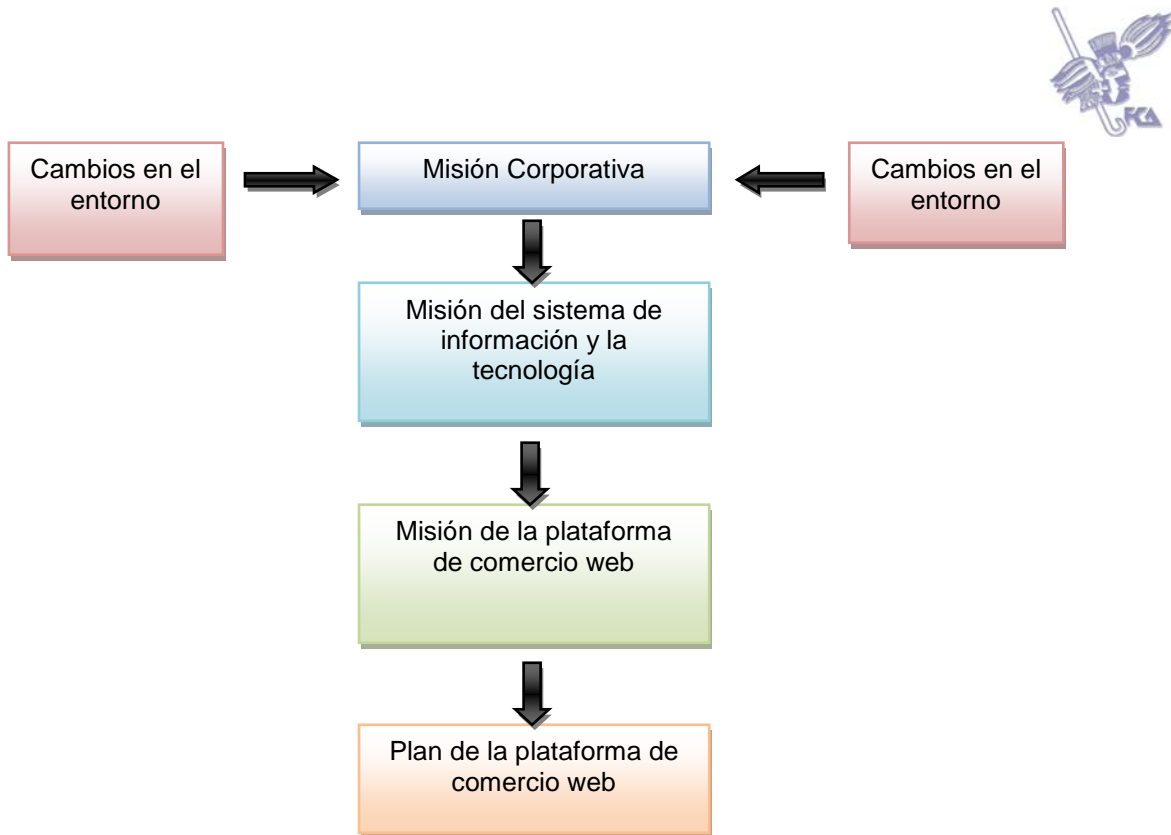 FCA
Cambios en el
entorno
Misión Corporativa
Cambios en el
entorno
Misión del sistema de
información y la
tecnología
Misión de la plataforma
de comercio web
Plan de la plataforma de
comercio web